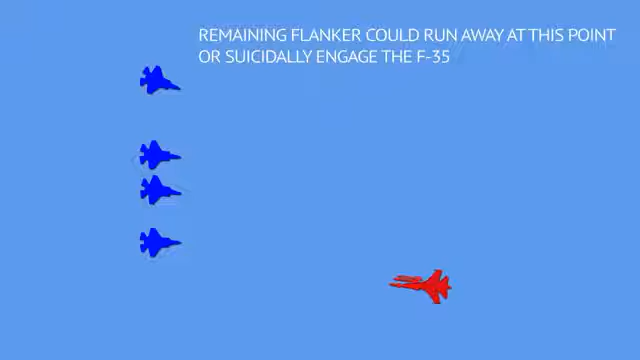 REMAINING FLANKER COULD RUN AWAY AT THIS POINT
OR SUICIDALLY ENGAGE THE F-35